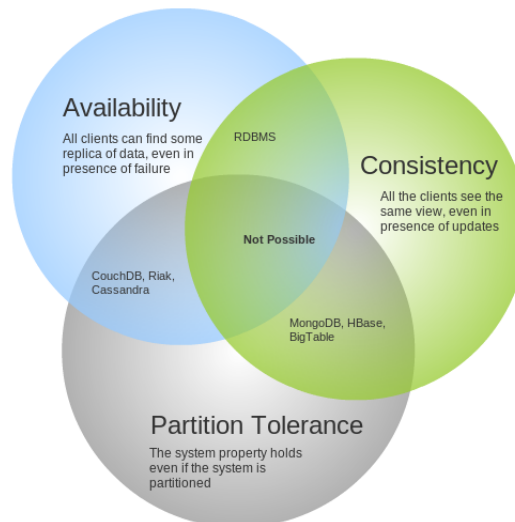 Availability
All clients can find some
replica of data, even in
presence of failure
RDBMS
Consistency
All the clients see the
same view, even in
presence of updates
Not Possible
CouchDB, Riak,
Cassandra
MongoDB, HBase,
BigTable
Partition Tolerance
The system property holds
even if the system is
partitioned